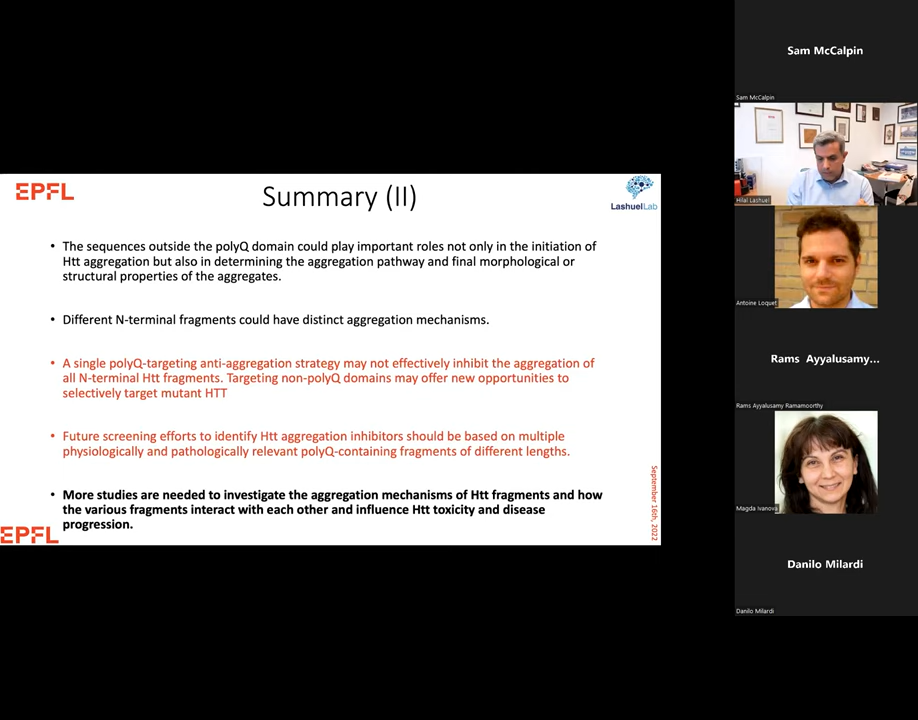 EPFL
Summary (II)
LashuelLab
• The sequences outside the polyQ domain could play important roles not only in the initiation of
Htt aggregation but also in determining the aggregation pathway and final morphological or
structural properties of the aggregates.
• Different N-terminal fragments could have distinct aggregation mechanisms.
• A single polyQ-targeting anti-aggregation strategy may not effectively inhibit the aggregation of
all N-terminal Htt fragments. Targeting non-polyQ domains may offer new opportunities to
selectively target mutant HTT
• Future screening efforts to identify Htt aggregation inhibitors should be based on multiple
physiologically and pathologically relevant polyQ-containing fragments of different lengths.
• More studies are needed to investigate the aggregation mechanisms of Htt fragments and how
the various fragments interact with each other and influence Htt toxicity and disease
progression.
EPFL
September 16th, 2022
Sam McCalpin
Sam McCalpin
Hilal Lashuel
Antoine Loquet
Rams Ayyalusamy...
Rams Ayyalusamy Ramamoorthy
Magda Ivanova
Danilo Milardi
Danilo Milardi